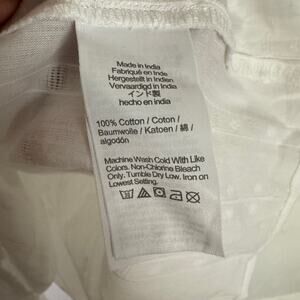 Made in India
Fabriqué en Inde
Hergestellt in Indien
Vervaardigd in India
インド製
hecho en India
100% Cotton / Coton /
Baumwolle / Katoen / 綿 /
algodón
Machine Wash Cold With Like
Colors. Non-Chlorine Bleach
Only. Tumble Dry Low. Iron on
Lowest Setting.